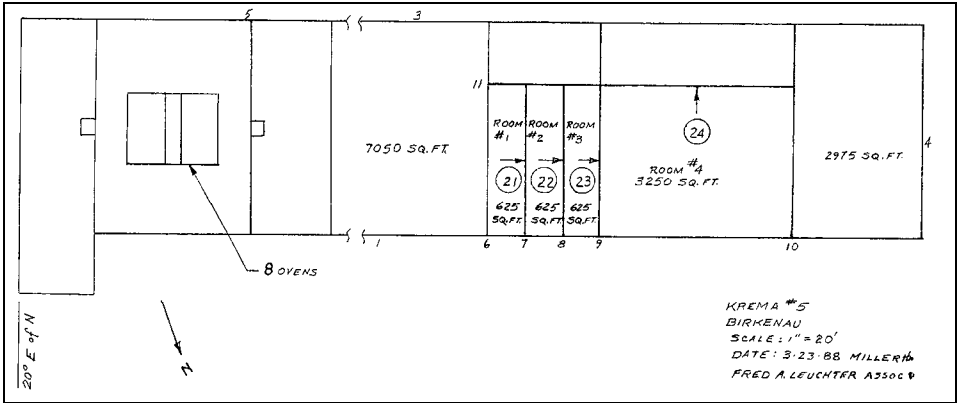 5
3
11
ROOM #1
ROOM #2
ROOM #3
24
7050 SQ.FT.
21
22
23
ROOM #4
3250 SQ.FT.
2975 SQ.FT.
4
625 SQ.FT.
625 SQ.FT.
625 SQ.FT.
1
6
7
8
9
10
8 OVENS
20° E of N
N
KREMA #5
BIRKENAU
SCALE: 1" = 20'
DATE: 3-23-88 MILLER
FRED A. LEUCHTER ASSOC